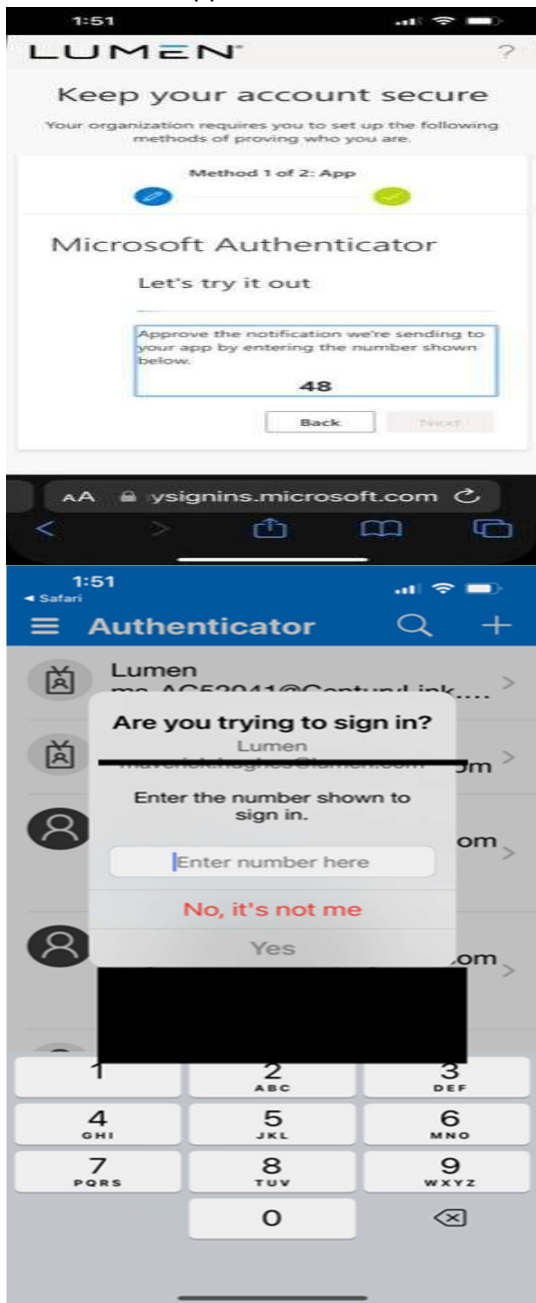 1:51
LUMEN
?
Keep your account secure
Your organization requires you to set up the following
methods of proving who you are.
Method 1 of 2: App
Microsoft Authenticator
Let's try it out
Approve the notification we're sending to
your app by entering the number shown
below.
48
Back Next
AA ysignins.microsoft.com
1:51
Safari
Authenticator
Lumen
Are you trying to sign in?
Lumen
Enter the number shown to
sign in.
om
Enter number here
No, it's not me
Yes
om
1 2 3
ABC DEF
4 5 6
GHI JKL MNO
7 8 9
PQRS TUV WXYZ
0